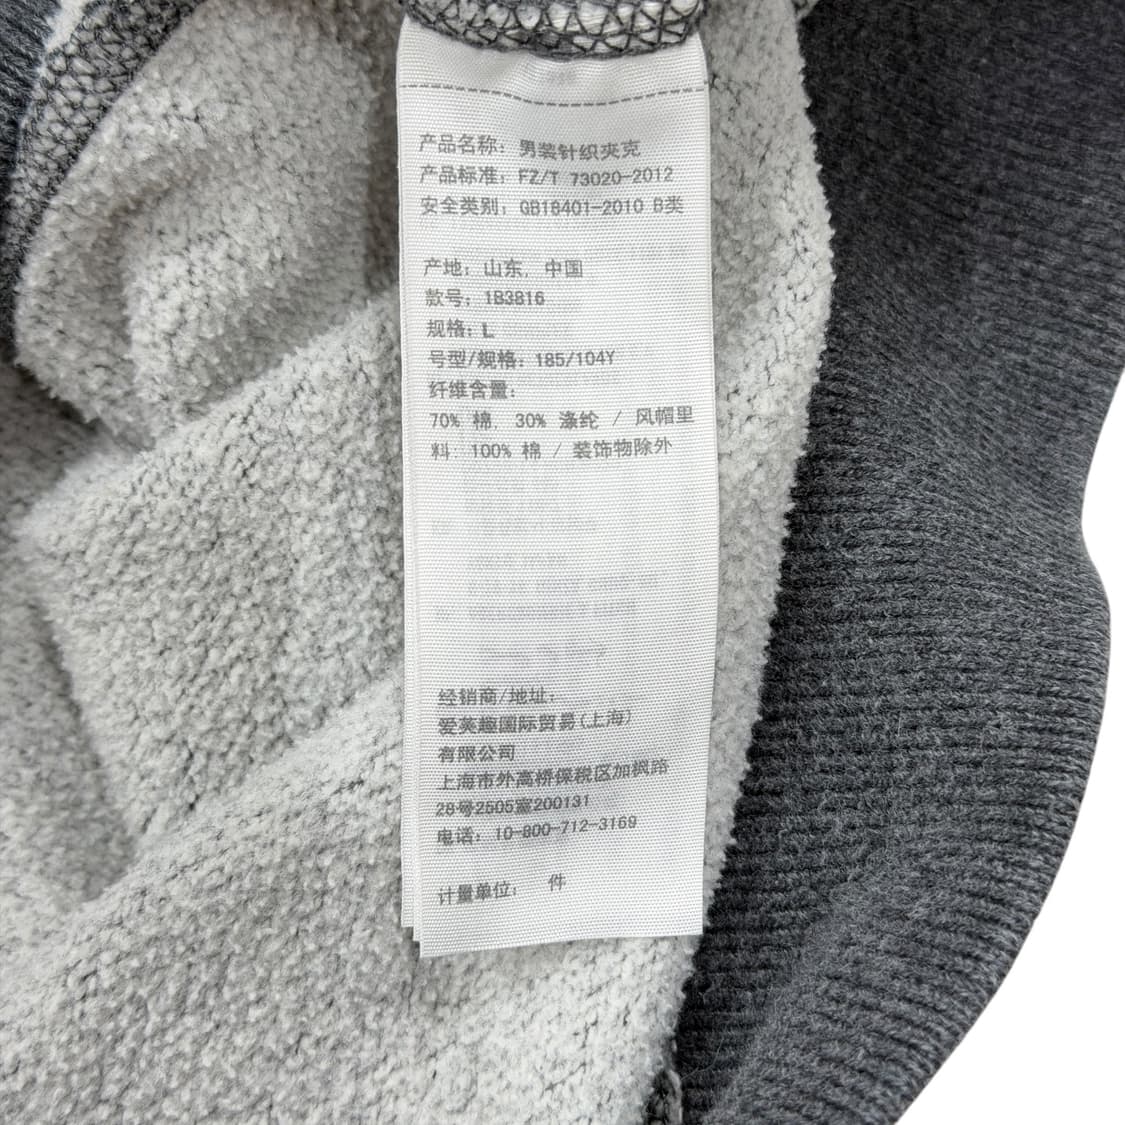 产品名称: 男装针织夹克
产品标准: FZ/T 73020-2012
安全类别: GB18401-2010 B类
产地: 山东, 中国
款号: 1B3816
规格: L
号型/规格: 185/104Y
纤维含量:
70% 棉, 30% 涤纶 / 风帽里
料: 100% 棉 / 装饰物除外
经销商/地址:
爱芙趣国际贸易(上海)
有限公司
上海市外高桥保税区加枫路
28号2505室200131
电话: 10-800-712-3169
计量单位: 件